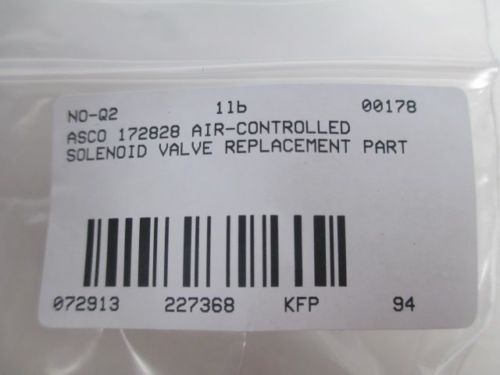 NO-Q2 1lb 00178
ASCO 172828 AIR-CONTROLLED
SOLENOID VALVE REPLACEMENT PART
072913 227368 KFP 94